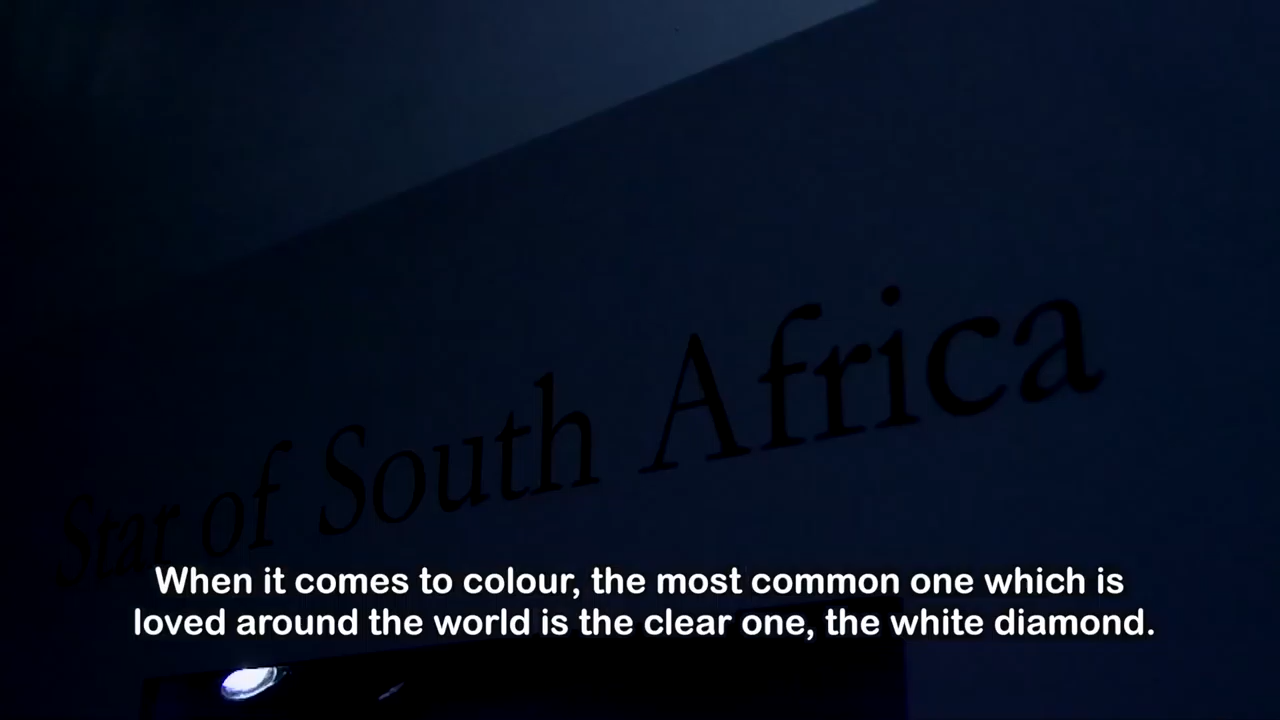 Star of South Africa
When it comes to colour, the most common one which is
loved around the world is the clear one, the white diamond.